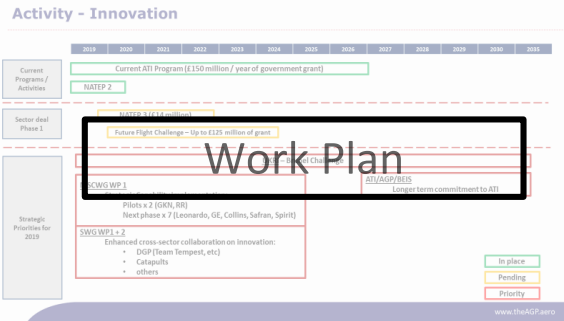 Activity - Innovation
2019 2020 2021 2022 2023 2024 2025 2026 2027 2028 2029 2030 2035
Current
Programs /
Activities
Current ATI Program (£150 million / year of government grant)
NATEP 2
Sector deal
Phase 1
NATEP 3 (£14 million)
Future Flight Challenge – Up to £125 million of grant
Work Plan
Challenge
Strategic
Priorities for
2019
WP 1
Pilots x 2 (GKN, RR)
Next phase x 7 (Leonardo, GE, Collins, Safran, Spirit)
ATI/AGP/BEIS
Longer term commitment to ATI
SWG WP1 + 2
Enhanced cross-sector collaboration on innovation:
• DGP (Team Tempest, etc)
• Catapults
• others
In place
Pending
Priority
www.theAGP.aero